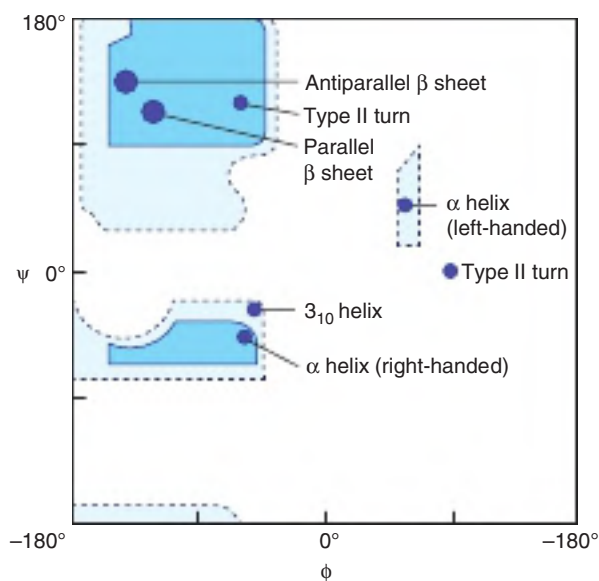 180°
Antiparallel β sheet
Type II turn
Parallel
β sheet
α helix
(left-handed)
ψ 0°
Type II turn
3₁₀ helix
α helix (right-handed)
–180°
0°
–180°
ϕ